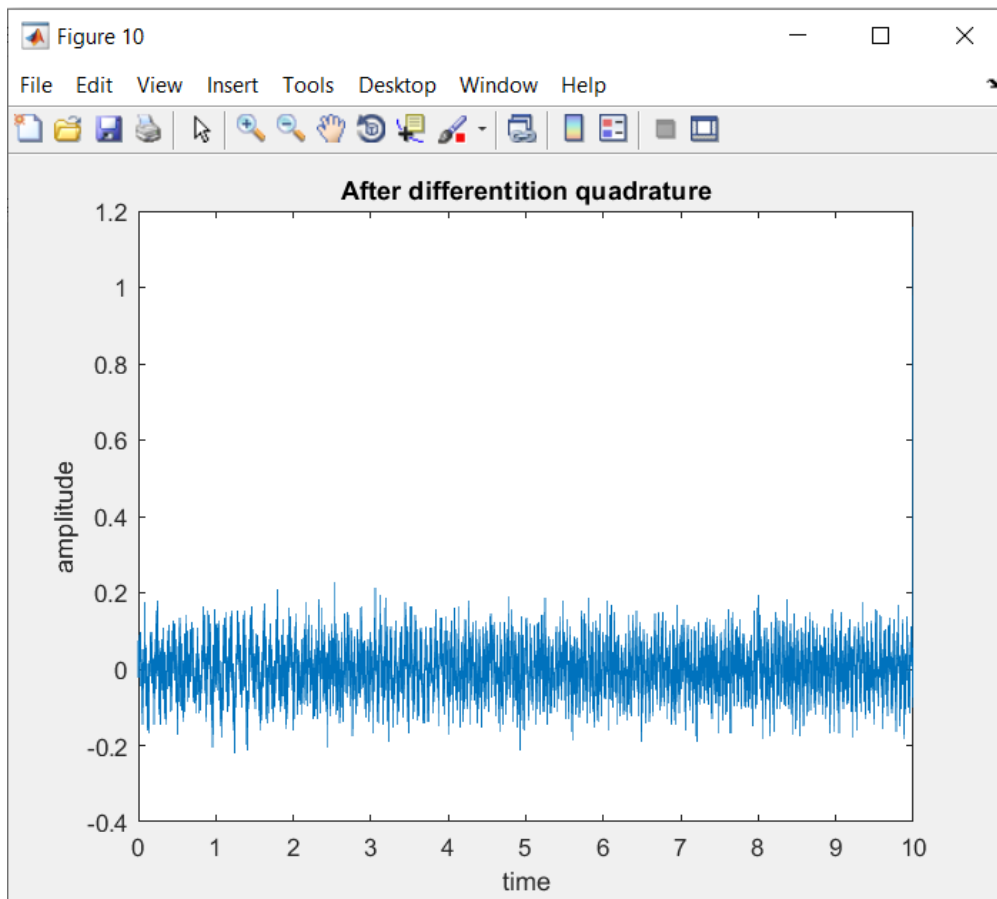 Figure 10
File Edit View Insert Tools Desktop Window Help
After differentition quadrature
1.2
1
0.8
0.6
0.4
0.2
0
-0.2
-0.4
amplitude
0 1 2 3 4 5 6 7 8 9 10
time